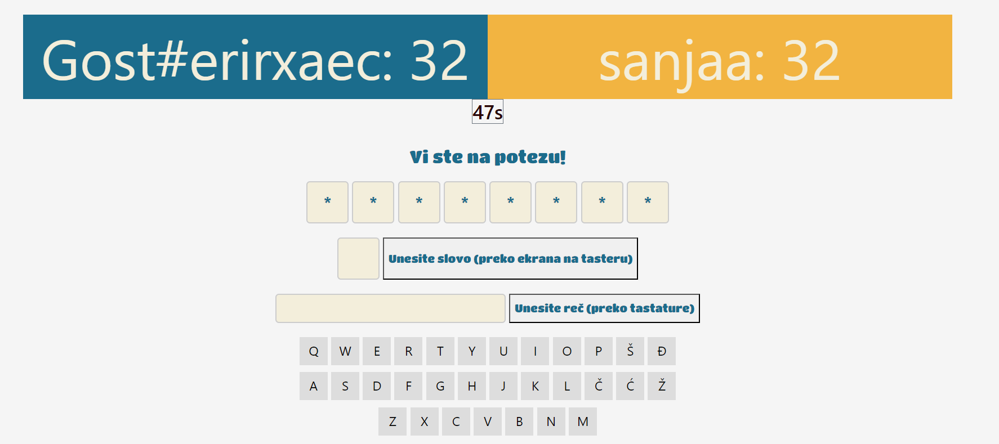 Gost#erirxaec: 32 sanjaa: 32
47s
Vi ste na potezu!
* * * * * * * *
Unesite slovo (preko ekrana na tasteru)
Unesite reč (preko tastature)
Q W E R T Y U I O P Š Đ
A S D F G H J K L Č Ć Ž
Z X C V B N M